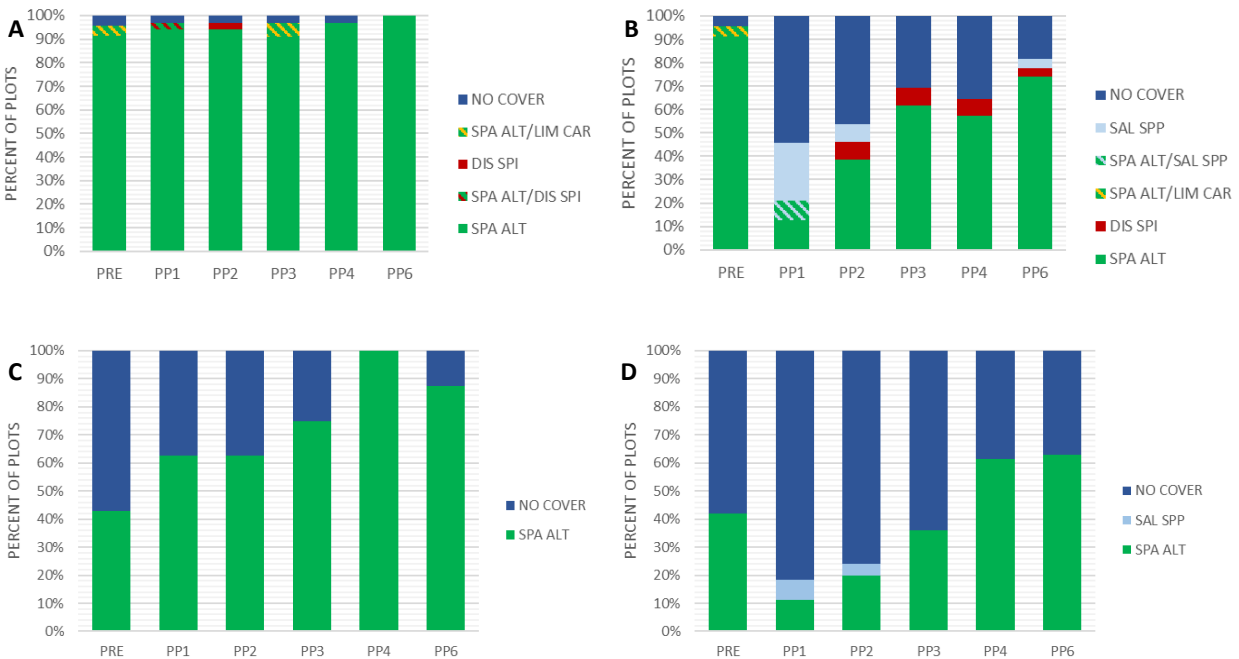 A
PERCENT OF PLOTS
100%
90%
80%
70%
60%
50%
40%
30%
20%
10%
0%
PRE PP1 PP2 PP3 PP4 PP6
NO COVER
SPA ALT/LIM CAR
DIS SPI
SPA ALT/DIS SPI
SPA ALT
B
PERCENT OF PLOTS
100%
90%
80%
70%
60%
50%
40%
30%
20%
10%
0%
PRE PP1 PP2 PP3 PP4 PP6
NO COVER
SAL SPP
SPA ALT/SAL SPP
SPA ALT/LIM CAR
DIS SPI
SPA ALT
C
PERCENT OF PLOTS
100%
90%
80%
70%
60%
50%
40%
30%
20%
10%
0%
PRE PP1 PP2 PP3 PP4 PP6
NO COVER
SPA ALT
D
PERCENT OF PLOTS
100%
90%
80%
70%
60%
50%
40%
30%
20%
10%
0%
PRE PP1 PP2 PP3 PP4 PP6
NO COVER
SAL SPP
SPA ALT